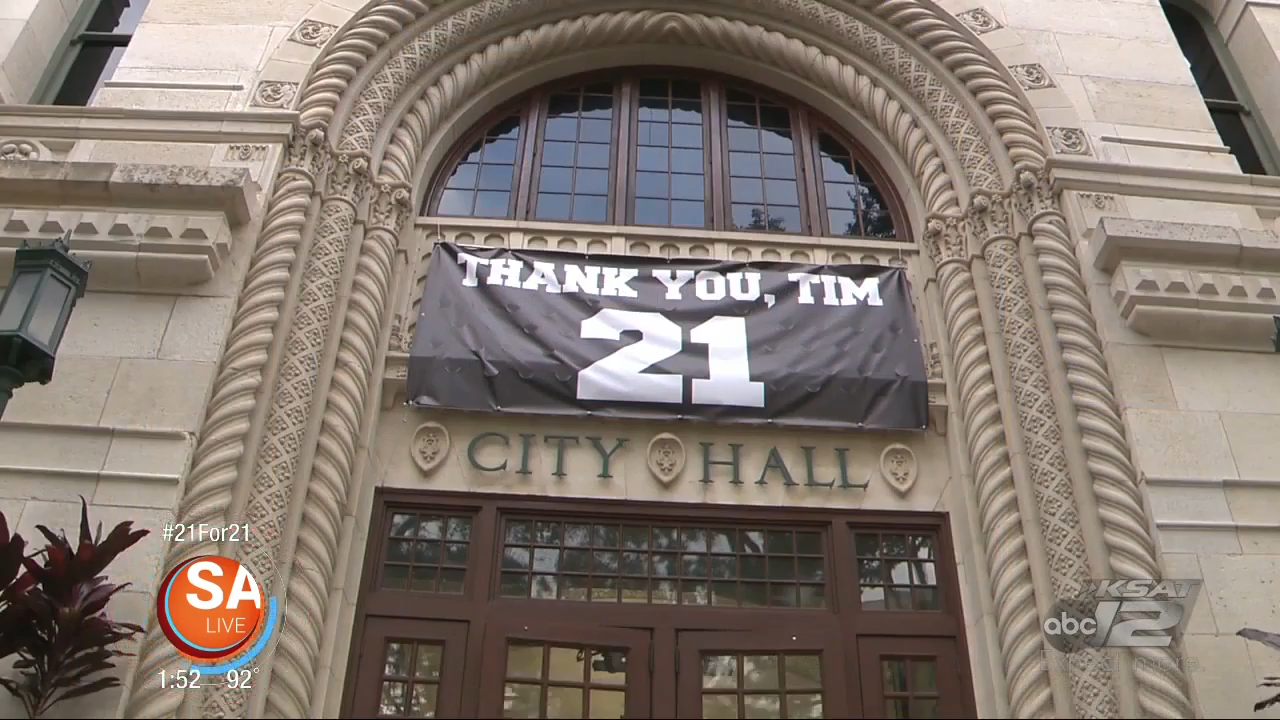 THANK YOU, TIM
21
CITY HALL
#21For21
SA
LIVE
1:52 92°
KSAT
abc 12